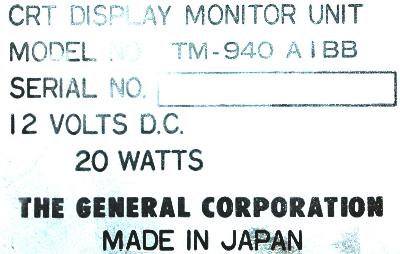 CRT DISPLAY MONITOR UNIT
MODEL NO TM-940 A1BB
SERIAL NO.
12 VOLTS D.C.
20 WATTS
THE GENERAL CORPORATION
MADE IN JAPAN